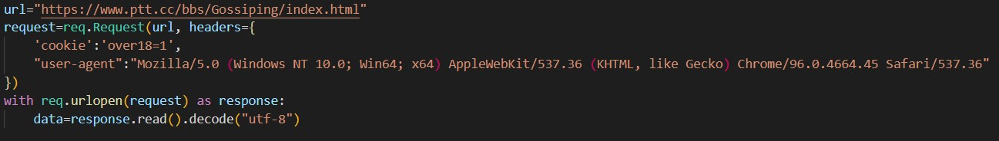 url="https://www.ptt.cc/bbs/Gossiping/index.html"
request=req.Request(url, headers={
    'cookie':'over18=1',
    "user-agent":"Mozilla/5.0 (Windows NT 10.0; Win64; x64) AppleWebKit/537.36 (KHTML, like Gecko) Chrome/96.0.4664.45 Safari/537.36"
})
with req.urlopen(request) as response:
    data=response.read().decode("utf-8")